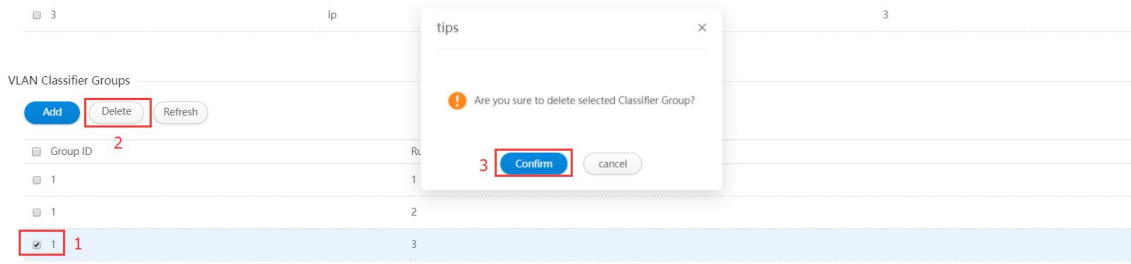 3 ip 3
tips ×
VLAN Classifier Groups
Are you sure to delete selected Classifier Group?
Add Delete Refresh
2
Group ID Ru
3 Confirm cancel
1 1
1 2
1 1 3